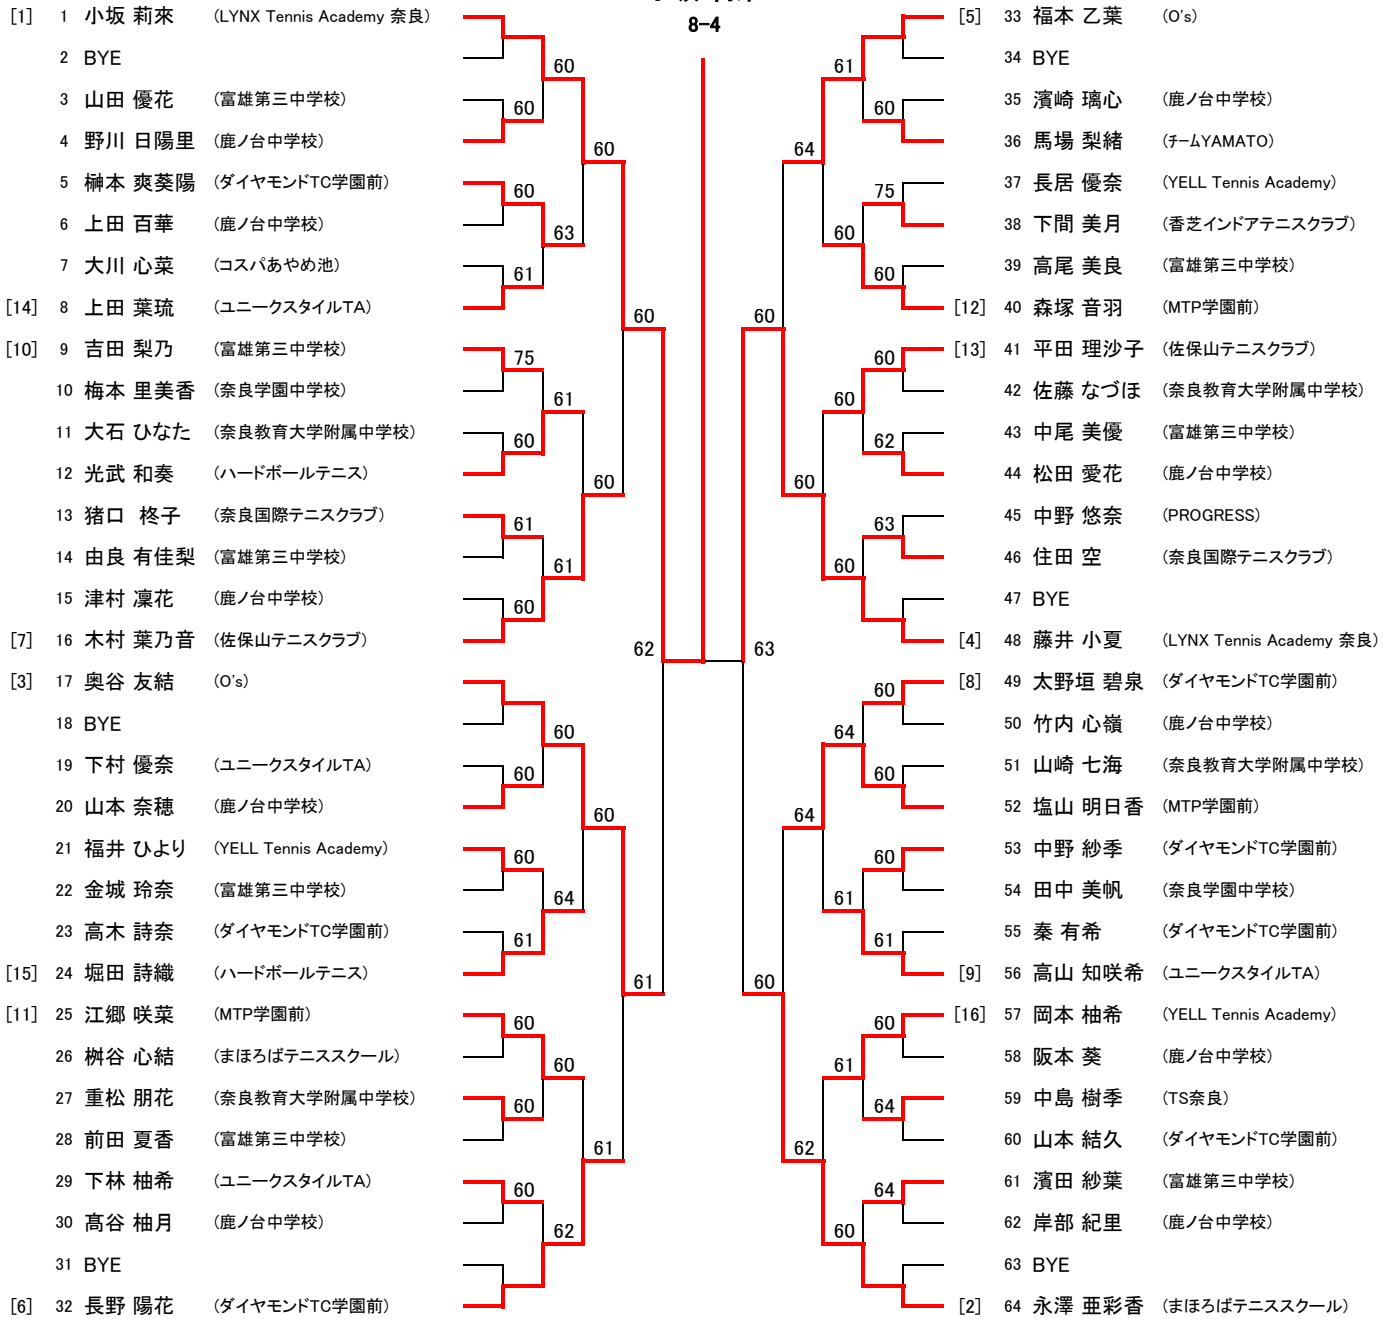 8-4
[1] 1 小坂 莉來 (LYNX Tennis Academy 奈良)
2 BYE
3 山田 優花 (富雄第三中学校)
4 野川 日陽里 (鹿ノ台中学校)
5 榊本 爽葵陽 (ダイヤモンドTC学園前)
6 上田 百華 (鹿ノ台中学校)
7 大川 心菜 (コスパあやめ池)
[14] 8 上田 葉琉 (ユニークスタイルTA)
[10] 9 吉田 梨乃 (富雄第三中学校)
10 梅本 里美香 (奈良学園中学校)
11 大石 ひなた (奈良教育大学附属中学校)
12 光武 和奏 (ハードボールテニス)
13 猪口 柊子 (奈良国際テニスクラブ)
14 由良 有佳梨 (富雄第三中学校)
15 津村 凜花 (鹿ノ台中学校)
[7] 16 木村 葉乃音 (佐保山テニスクラブ)
[3] 17 奥谷 友結 (O's)
18 BYE
19 下村 優奈 (ユニークスタイルTA)
20 山本 奈穂 (鹿ノ台中学校)
21 福井 ひより (YELL Tennis Academy)
22 金城 玲奈 (富雄第三中学校)
23 高木 詩奈 (ダイヤモンドTC学園前)
[15] 24 堀田 詩織 (ハードボールテニス)
[11] 25 江郷 咲菜 (MTP学園前)
26 桝谷 心結 (まほろばテニススクール)
27 重松 朋花 (奈良教育大学附属中学校)
28 前田 夏香 (富雄第三中学校)
29 下林 柚希 (ユニークスタイルTA)
30 髙谷 柚月 (鹿ノ台中学校)
31 BYE
[6] 32 長野 陽花 (ダイヤモンドTC学園前)
60
60
60
60
63
61
60
75
61
60
60
61
61
60
62
60
60
60
60
64
61
61
60
60
60
61
60
62
61
60
64
60
75
60
60
60
60
60
62
60
63
60
63
60
64
60
64
60
61
61
60
60
61
64
62
64
60
[5] 33 福本 乙葉 (O's)
34 BYE
35 濱崎 璃心 (鹿ノ台中学校)
36 馬場 梨緒 (チームYAMATO)
37 長居 優奈 (YELL Tennis Academy)
38 下間 美月 (香芝インドアテニスクラブ)
39 高尾 美良 (富雄第三中学校)
[12] 40 森塚 音羽 (MTP学園前)
[13] 41 平田 理沙子 (佐保山テニスクラブ)
42 佐藤 なづほ (奈良教育大学附属中学校)
43 中尾 美優 (富雄第三中学校)
44 松田 愛花 (鹿ノ台中学校)
45 中野 悠奈 (PROGRESS)
46 住田 空 (奈良国際テニスクラブ)
47 BYE
[4] 48 藤井 小夏 (LYNX Tennis Academy 奈良)
[8] 49 太野垣 碧泉 (ダイヤモンドTC学園前)
50 竹内 心嶺 (鹿ノ台中学校)
51 山崎 七海 (奈良教育大学附属中学校)
52 塩山 明日香 (MTP学園前)
53 中野 紗季 (ダイヤモンドTC学園前)
54 田中 美帆 (奈良学園中学校)
55 秦 有希 (ダイヤモンドTC学園前)
[9] 56 高山 知咲希 (ユニークスタイルTA)
[16] 57 岡本 柚希 (YELL Tennis Academy)
58 阪本 葵 (鹿ノ台中学校)
59 中島 樹季 (TS奈良)
60 山本 結久 (ダイヤモンドTC学園前)
61 濱田 紗葉 (富雄第三中学校)
62 岸部 紀里 (鹿ノ台中学校)
63 BYE
[2] 64 永澤 亜彩香 (まほろばテニススクール)